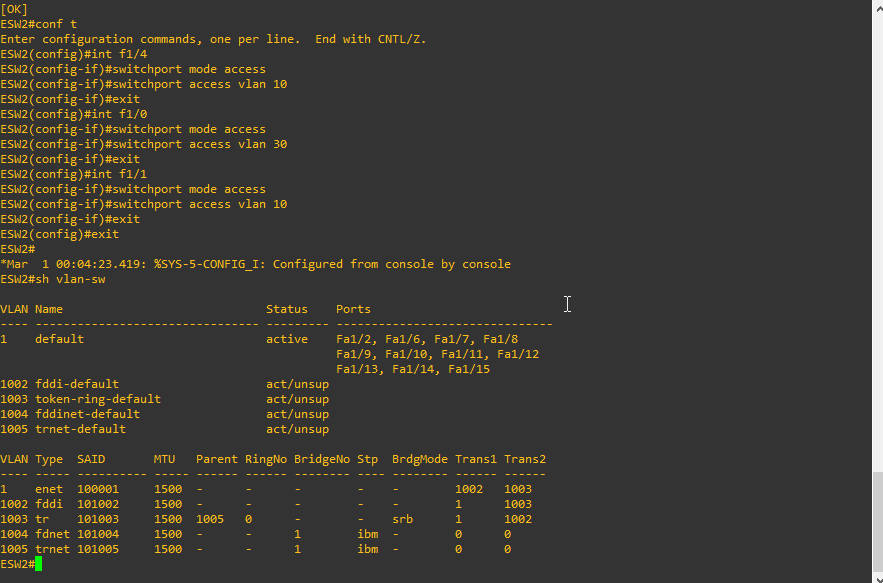 [OK]
ESW2#conf t
Enter configuration commands, one per line.  End with CNTL/Z.
ESW2(config)#int f1/4
ESW2(config-if)#switchport mode access
ESW2(config-if)#switchport access vlan 10
ESW2(config-if)#exit
ESW2(config)#int f1/0
ESW2(config-if)#switchport mode access
ESW2(config-if)#switchport access vlan 30
ESW2(config-if)#exit
ESW2(config)#int f1/1
ESW2(config-if)#switchport mode access
ESW2(config-if)#switchport access vlan 10
ESW2(config-if)#exit
ESW2(config)#exit
ESW2#
*Mar  1 00:04:23.419: %SYS-5-CONFIG_I: Configured from console by console
ESW2#sh vlan-sw

VLAN Name                             Status    Ports
---- -------------------------------- --------- -------------------------------
1    default                          active    Fa1/2, Fa1/6, Fa1/7, Fa1/8
                                                Fa1/9, Fa1/10, Fa1/11, Fa1/12
                                                Fa1/13, Fa1/14, Fa1/15
1002 fddi-default                     act/unsup
1003 token-ring-default               act/unsup
1004 fddinet-default                  act/unsup
1005 trnet-default                    act/unsup

VLAN Type  SAID       MTU   Parent RingNo BridgeNo Stp  BrdgMode Trans1 Trans2
---- ----- ---------- ----- ------ ------ -------- ---- -------- ------ ------
1    enet  100001     1500  -      -      -        -    -        1002   1003
1002 fddi  101002     1500  -      -      -        -    -        1      1003
1003 tr    101003     1500  1005   0      -        -    srb      1      1002
1004 fdnet 101004     1500  -      -      1        ibm  -        0      0
1005 trnet 101005     1500  -      -      1        ibm  -        0      0
ESW2#